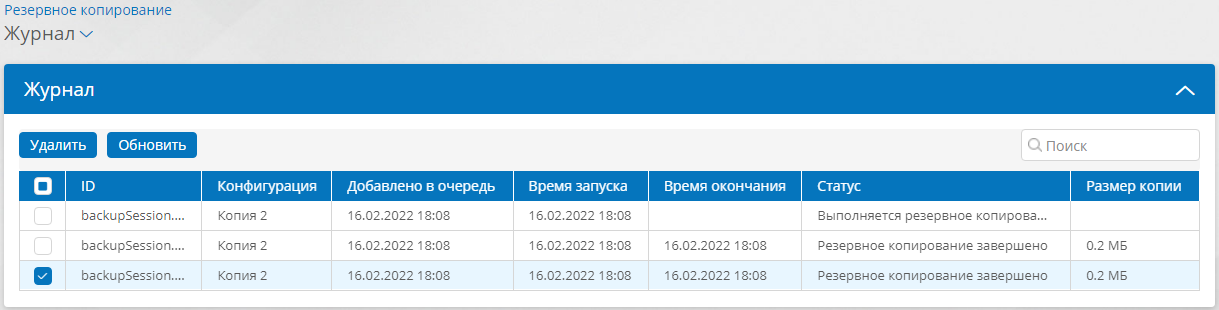 Резервное копирование
Журнал
Журнал
Удалить Обновить Поиск
ID Конфигурация Добавлено в очередь Время запуска Время окончания Статус Размер копии
backupSession.... Копия 2 16.02.2022 18:08 16.02.2022 18:08 Выполняется резервное копирова...
backupSession.... Копия 2 16.02.2022 18:08 16.02.2022 18:08 16.02.2022 18:08 Резервное копирование завершено 0.2 МБ
backupSession.... Копия 2 16.02.2022 18:08 16.02.2022 18:08 16.02.2022 18:08 Резервное копирование завершено 0.2 МБ